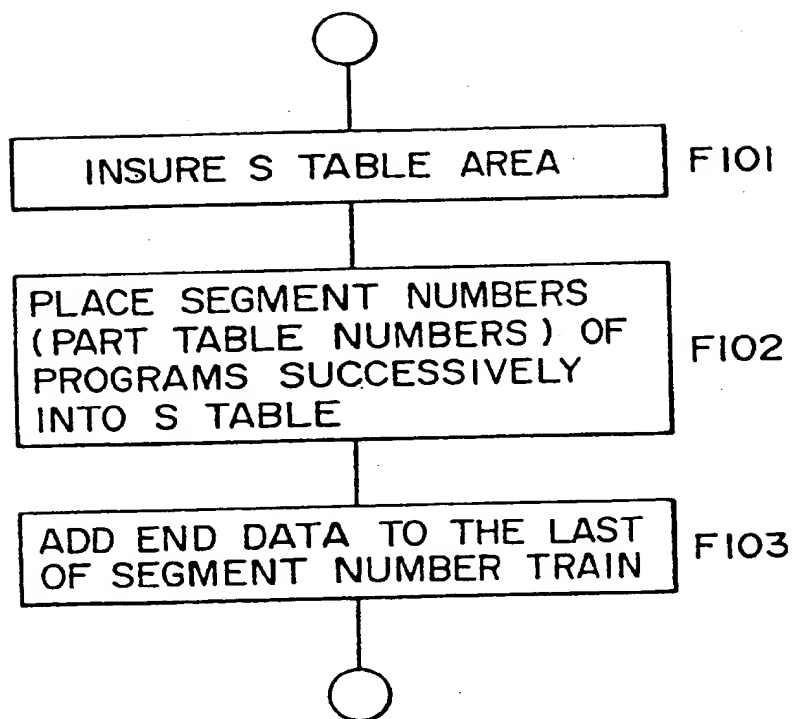 INSURE S TABLE AREA
F101
PLACE SEGMENT NUMBERS
(PART TABLE NUMBERS) OF
PROGRAMS SUCCESSIVELY
INTO S TABLE
F102
ADD END DATA TO THE LAST
OF SEGMENT NUMBER TRAIN
F103